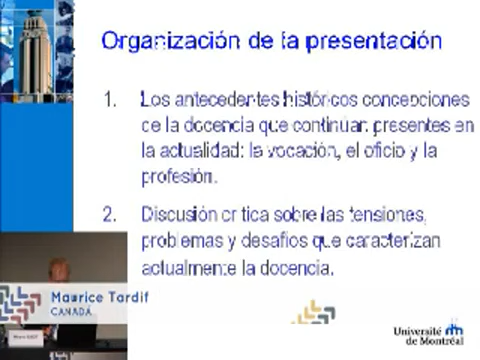 Organización de la presentación
1. Los antecedentes históricos concepciones
de la docencia que continuar. presentes en
la actualidad: la vocación, el oficio y la
profesión.
2. Discusión crítica sobre las tensiones,
problemas y desafíos que caracterizan
actualmente la docencia.
Maurice Tardif
CANADÁ
Université
de Montréal